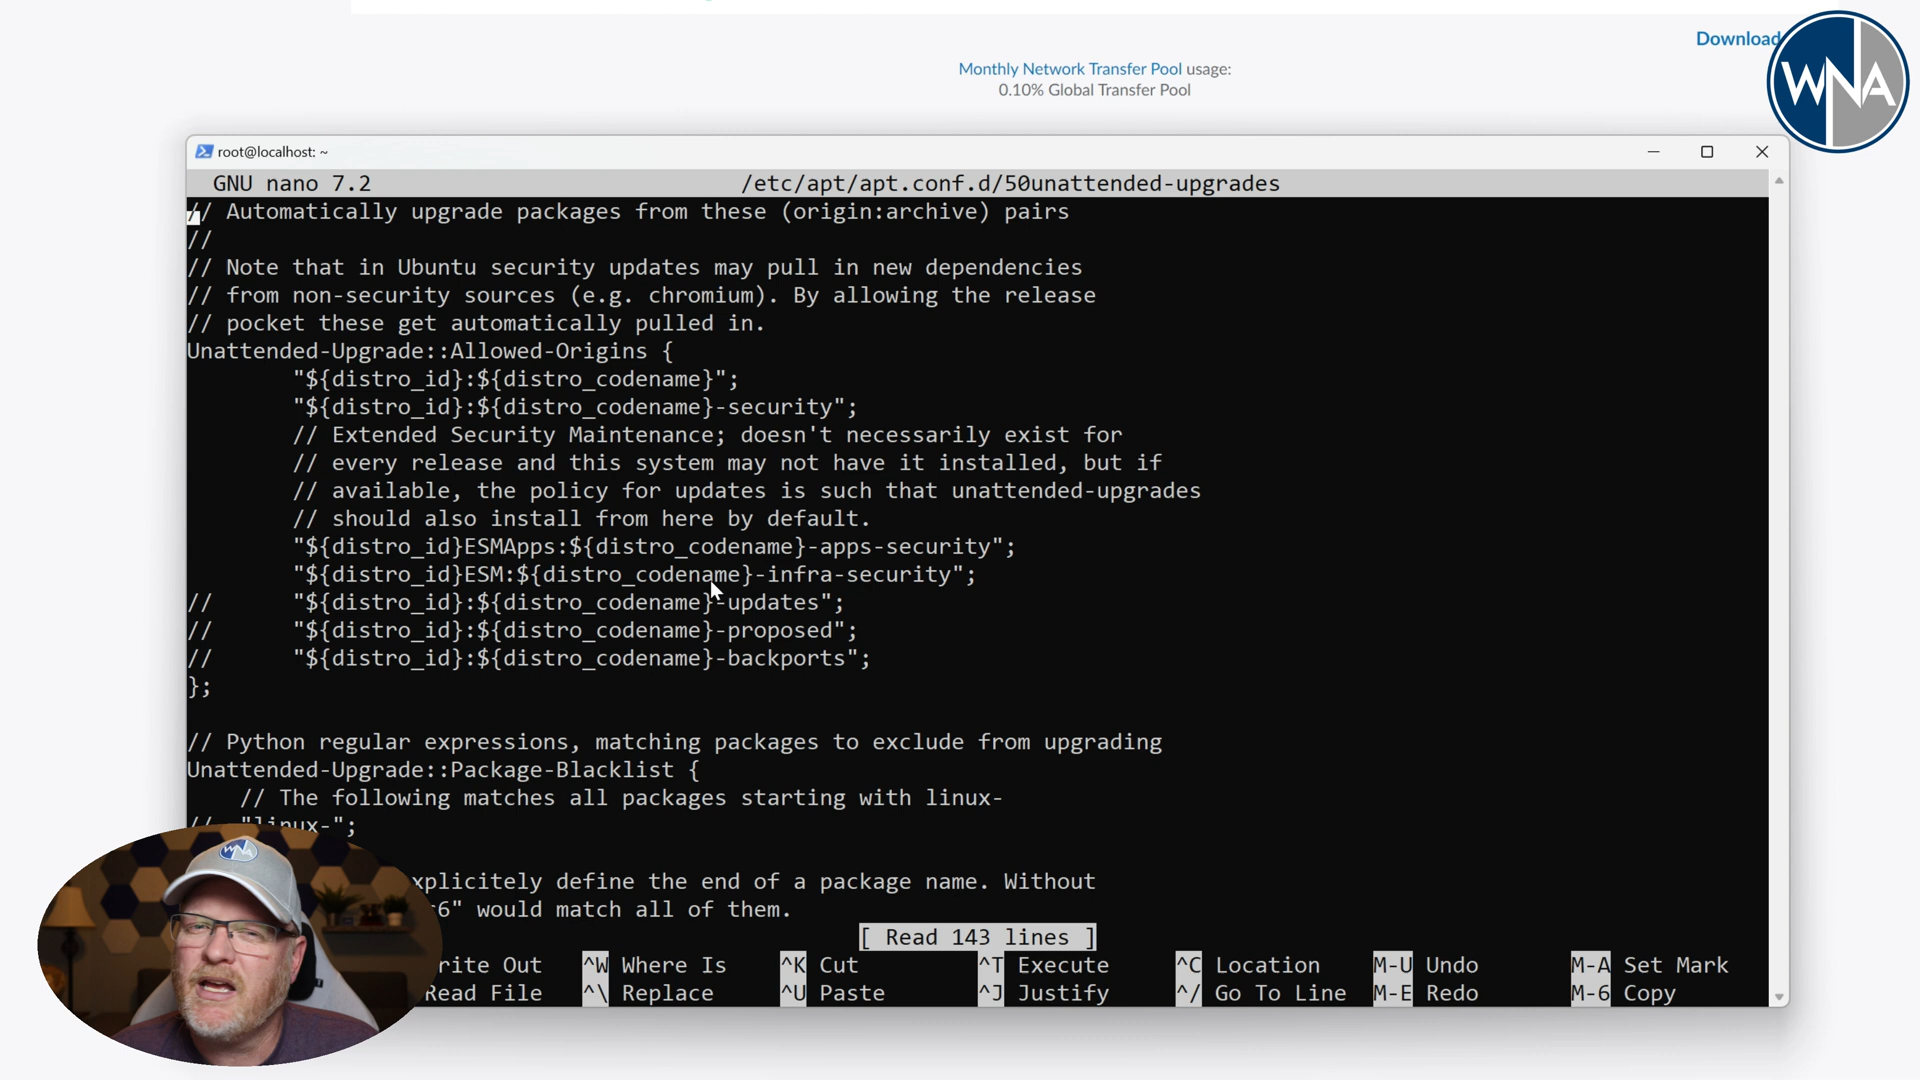 Download
WNA
Monthly Network Transfer Pool usage:
0.10% Global Transfer Pool
root@localhost: ~
GNU nano 7.2 /etc/apt/apt.conf.d/50unattended-upgrades
// Automatically upgrade packages from these (origin:archive) pairs
//
// Note that in Ubuntu security updates may pull in new dependencies
// from non-security sources (e.g. chromium). By allowing the release
// pocket these get automatically pulled in.
Unattended-Upgrade::Allowed-Origins {
"${distro_id}:${distro_codename}";
"${distro_id}:${distro_codename}-security";
// Extended Security Maintenance; doesn't necessarily exist for
// every release and this system may not have it installed, but if
// available, the policy for updates is such that unattended-upgrades
// should also install from here by default.
"${distro_id}ESMApps:${distro_codename}-apps-security";
"${distro_id}ESM:${distro_codename}-infra-security";
// "${distro_id}:${distro_codename}-updates";
// "${distro_id}:${distro_codename}-proposed";
// "${distro_id}:${distro_codename}-backports";
};
// Python regular expressions, matching packages to exclude from upgrading
Unattended-Upgrade::Package-Blacklist {
// The following matches all packages starting with linux-
// "linux-";
xplicitely define the end of a package name. Without
6" would match all of them.
[ Read 143 lines ]
rite Out ^W Where Is ^K Cut ^T Execute ^C Location M-U Undo M-A Set Mark
Read File ^\ Replace ^U Paste ^J Justify ^/ Go To Line M-E Redo M-6 Copy
WNA